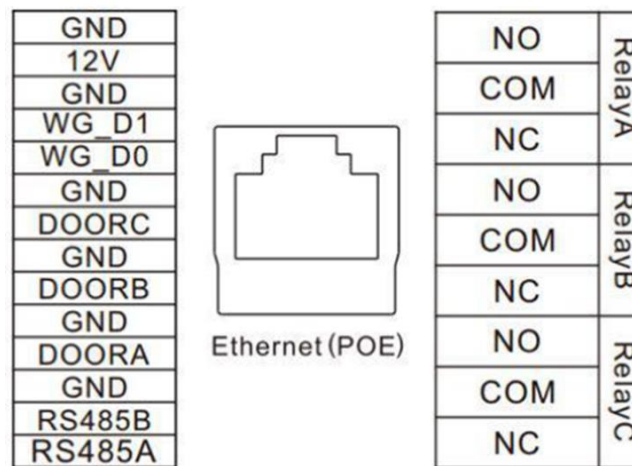 GND
12V
GND
WG_D1
WG_D0
GND
DOORC
GND
DOORB
GND
DOORA
GND
RS485B
RS485A
Ethernet (POE)
NO
COM
NC
RelayA
NO
COM
NC
RelayB
NO
COM
NC
RelayC